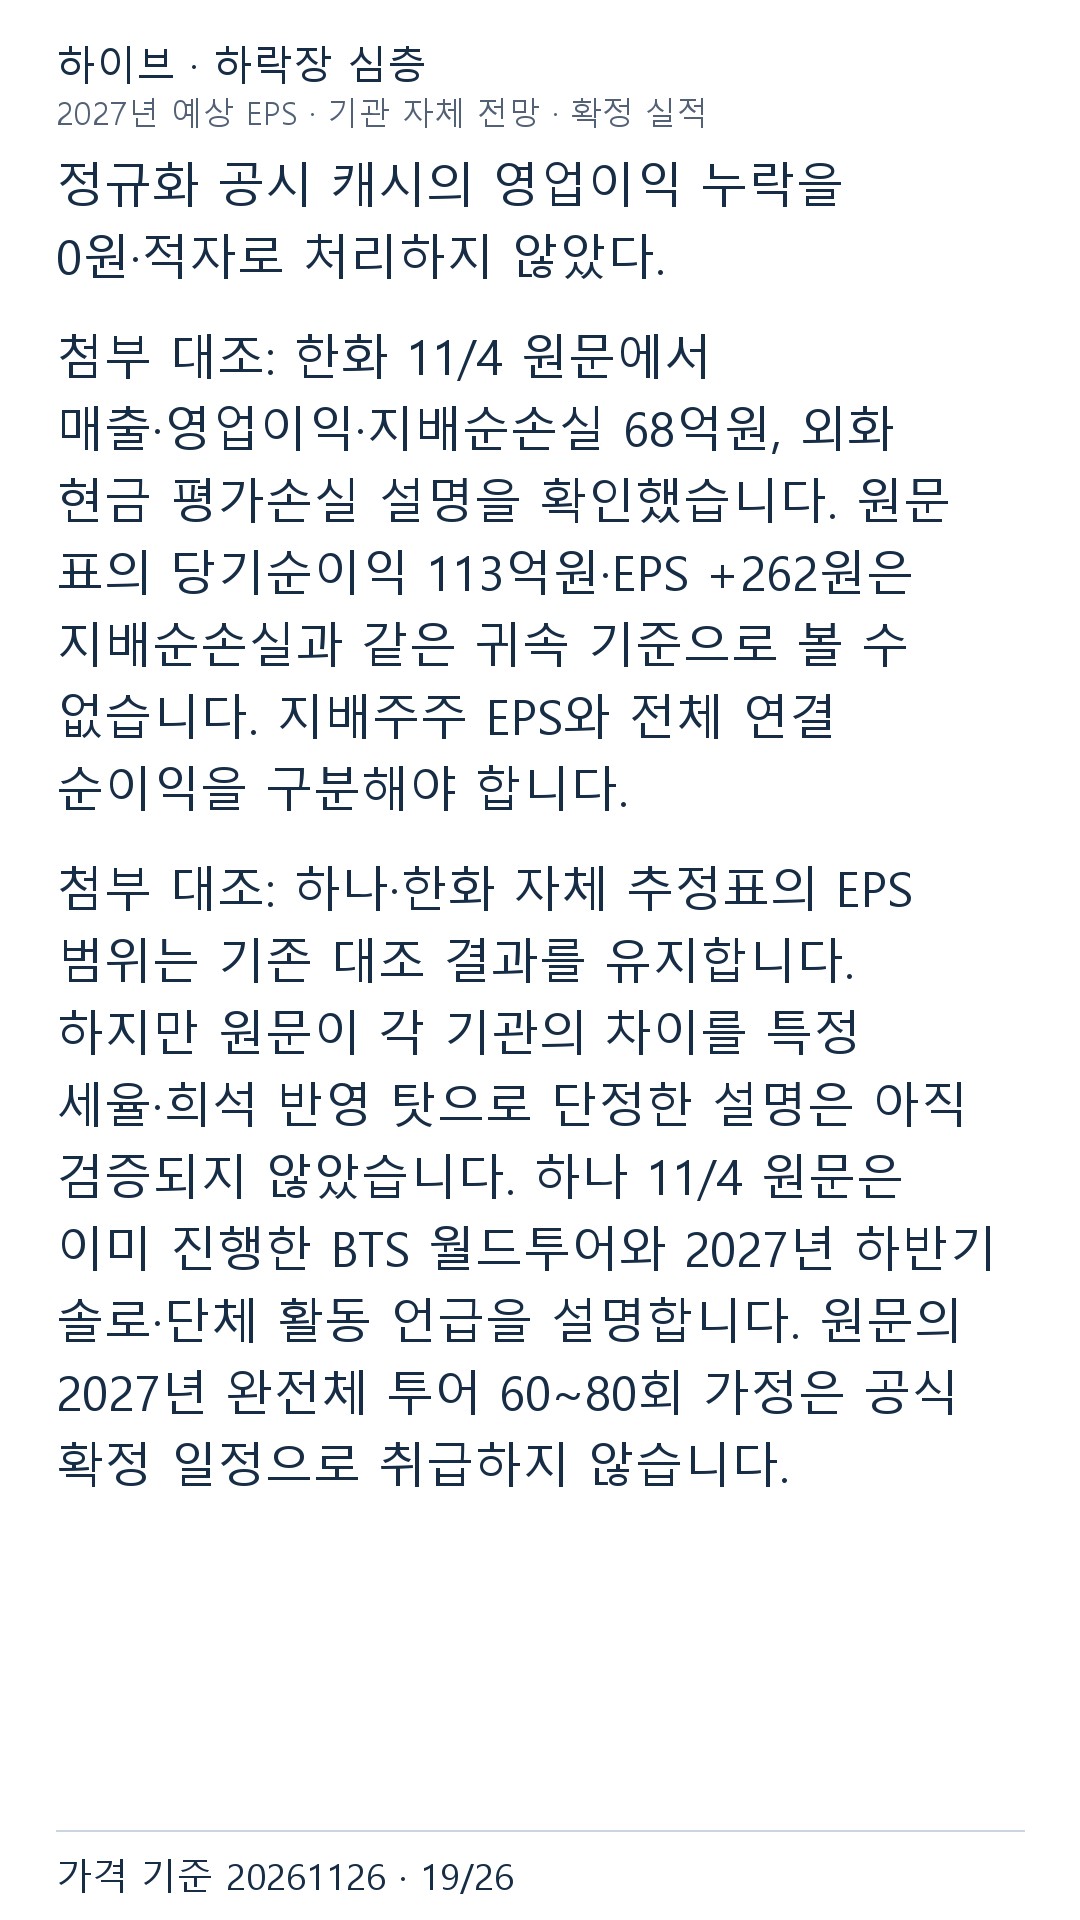 하이브 · 하락장 심층
2027년 예상 EPS · 기관 자체 전망 · 확정 실적
정규화 공시 캐시의 영업이익 누락을
0원·적자로 처리하지 않았다.
첨부 대조: 한화 11/4 원문에서
매출·영업이익·지배순손실 68억원, 외화
현금 평가손실 설명을 확인했습니다. 원문
표의 당기순이익 113억원·EPS +262원은
지배순손실과 같은 귀속 기준으로 볼 수
없습니다. 지배주주 EPS와 전체 연결
순이익을 구분해야 합니다.
첨부 대조: 하나·한화 자체 추정표의 EPS
범위는 기존 대조 결과를 유지합니다.
하지만 원문이 각 기관의 차이를 특정
세율·희석 반영 탓으로 단정한 설명은 아직
검증되지 않았습니다. 하나 11/4 원문은
이미 진행한 BTS 월드투어와 2027년 하반기
솔로·단체 활동 언급을 설명합니다. 원문의
2027년 완전체 투어 60~80회 가정은 공식
확정 일정으로 취급하지 않습니다.
가격 기준 20261126 · 19/26